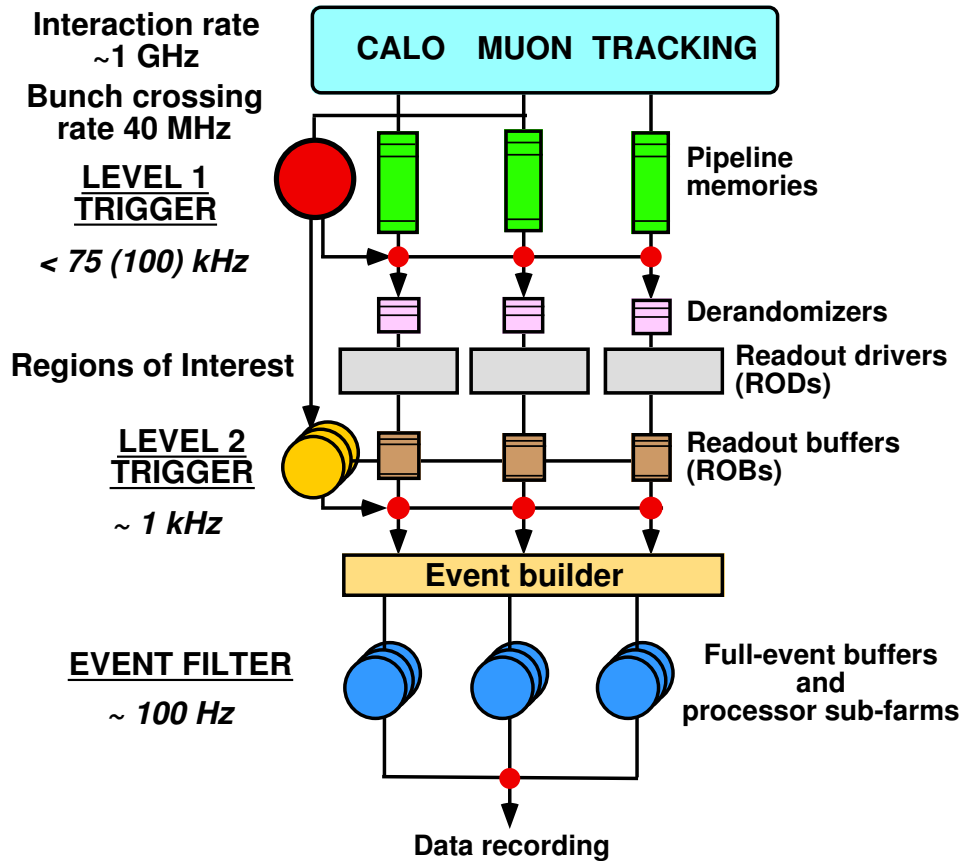 Interaction rate
~1 GHz
CALO MUON TRACKING
Bunch crossing
rate 40 MHz
LEVEL 1
TRIGGER
Pipeline
memories
< 75 (100) kHz
Derandomizers
Regions of Interest
Readout drivers
(RODs)
LEVEL 2
TRIGGER
Readout buffers
(ROBs)
~ 1 kHz
Event builder
EVENT FILTER
~ 100 Hz
Full-event buffers
and
processor sub-farms
Data recording